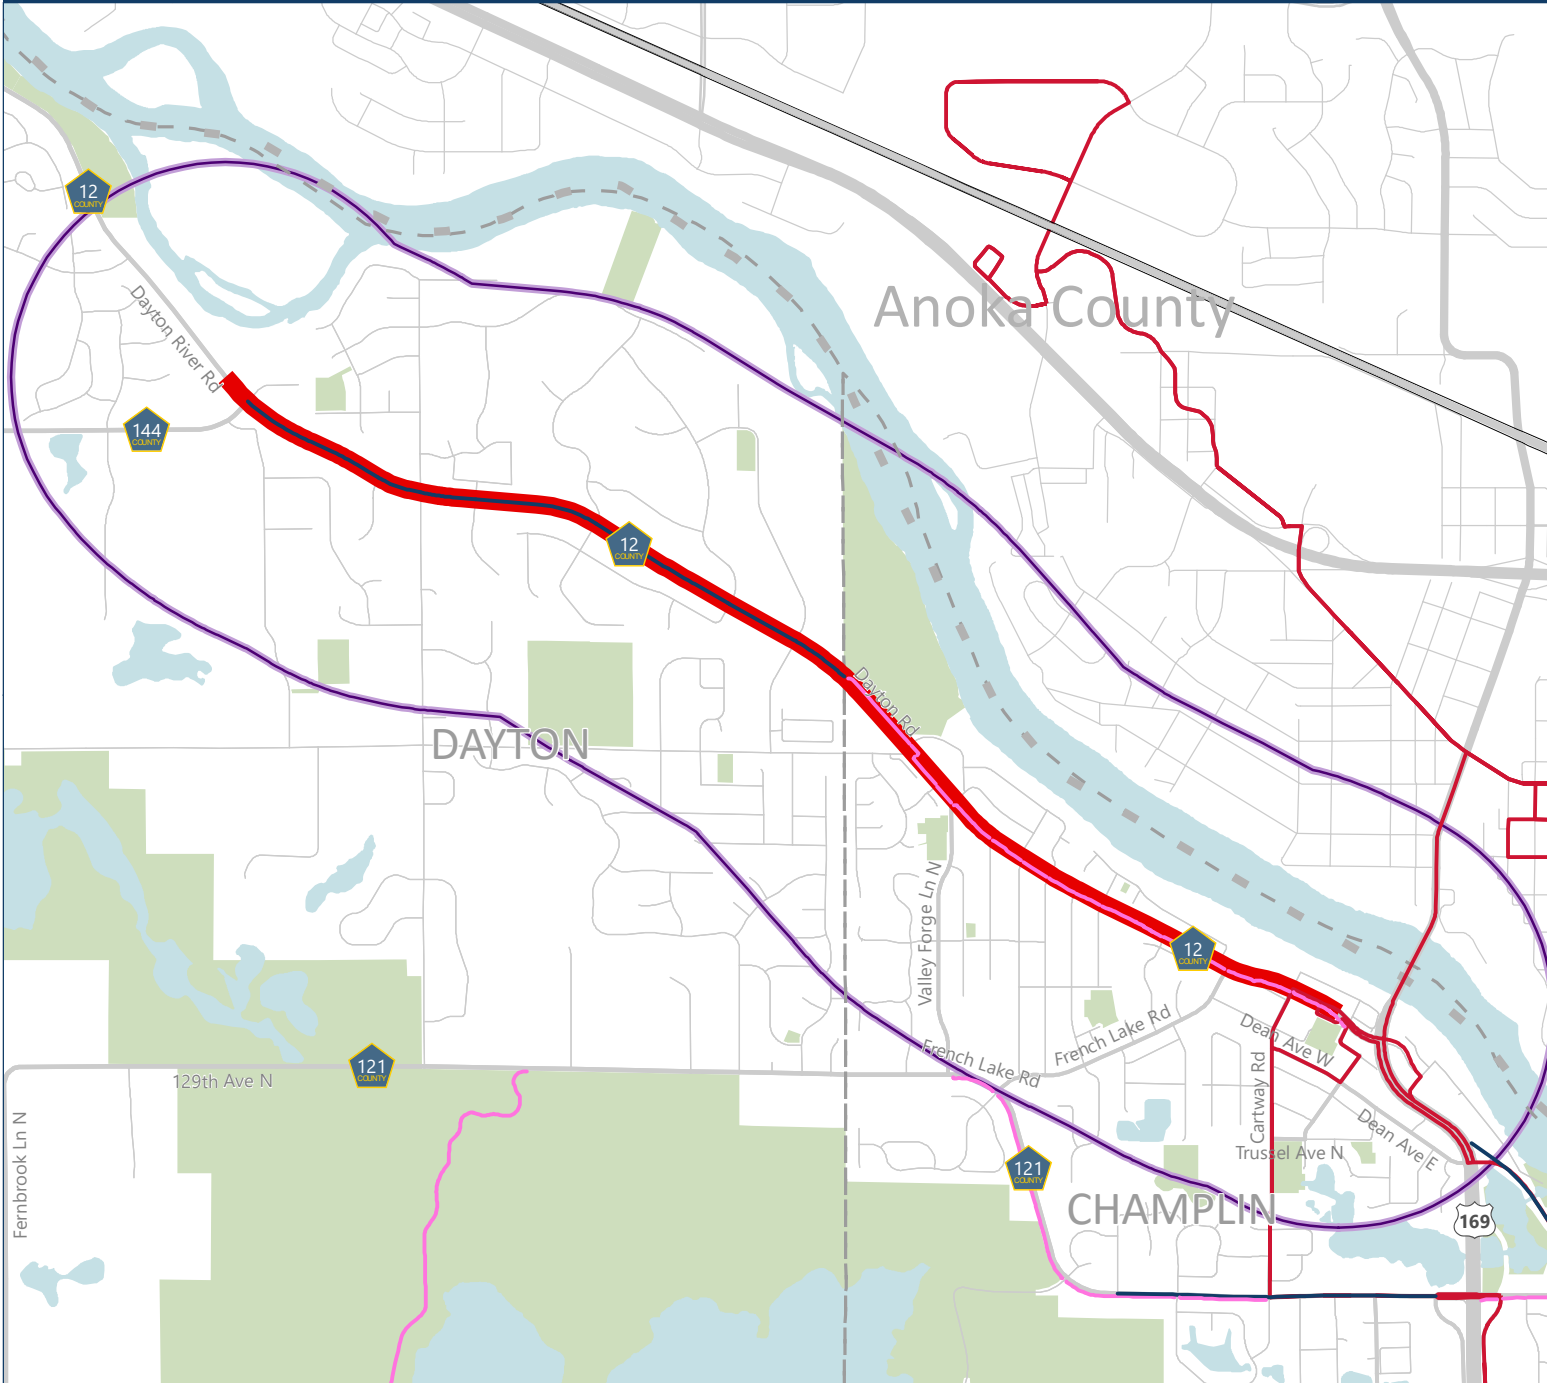 12
COUNTY
Dayton River Rd
Anoka County
144
COUNTY
12
COUNTY
Dayton Rd
DAYTON
Valley Forge Ln N
12
COUNTY
French Lake Rd
French Lake Rd
Dean Ave W
121
COUNTY
129th Ave N
Cartway Rd
Dean Ave E
Trussel Ave N
Fernbrook Ln N
121
COUNTY
CHAMPLIN
169